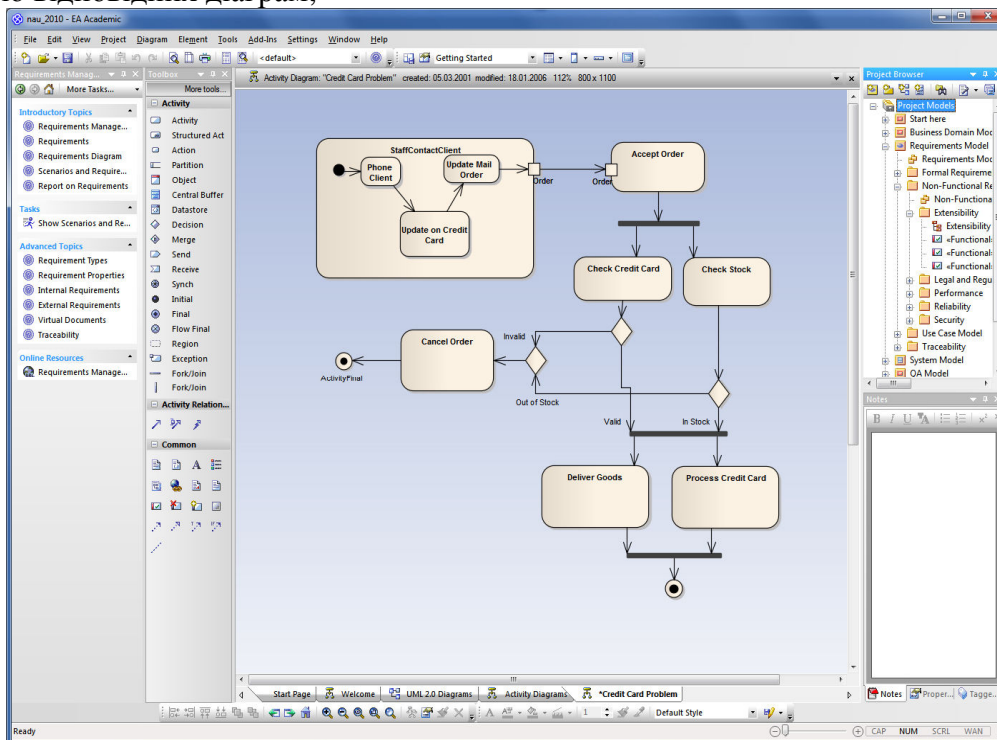 відповідних діаграм,
nau_2010 - EA Academic
File Edit View Project Diagram Element Tools Add-Ins Settings Window Help
<default> Getting Started
Requirements Manag...
More Tasks...
Introductory Topics
Requirements Manage...
Requirements
Requirements Diagram
Scenarios and Require...
Report on Requirements
Tasks
Show Scenarios and Re...
Advanced Topics
Requirement Types
Requirement Properties
Internal Requirements
External Requirements
Virtual Documents
Traceability
Online Resources
Requirements Manage...
Toolbox
More tools...
Activity
Activity
Structured Act
Action
Partition
Object
Central Buffer
Datastore
Decision
Merge
Send
Receive
Synch
Initial
Final
Flow Final
Region
Exception
Fork/Join
Fork/Join
Activity Relation...
Common
Activity Diagram: "Credit Card Problem" created: 05.03.2001 modified: 18.01.2006 112% 800 x 1100
StaffContactClient
Phone
Client
Update Mail
Order
Update on Credit
Card
Order
Order
Accept Order
Check Credit Card
Check Stock
Invalid
Cancel Order
ActivityFinal
Out of Stock
Valid
In Stock
Deliver Goods
Process Credit Card
Start Page Welcome UML 2.0 Diagrams Activity Diagrams *Credit Card Problem
Project Browser
Project Models
Start here
Business Domain Moc
Requirements Model
Requirements Moc
Formal Requireme
Non-Functional Re
Non-Functiona
Extensibility
Extensibility
«Functional:
«Functional:
«Functional:
Legal and Regu
Performance
Reliability
Security
Use Case Model
Traceability
System Model
QA Model
Notes
B I U
Notes Proper... Tagge...
1 Default Style
Ready
CAP NUM SCRL WAN